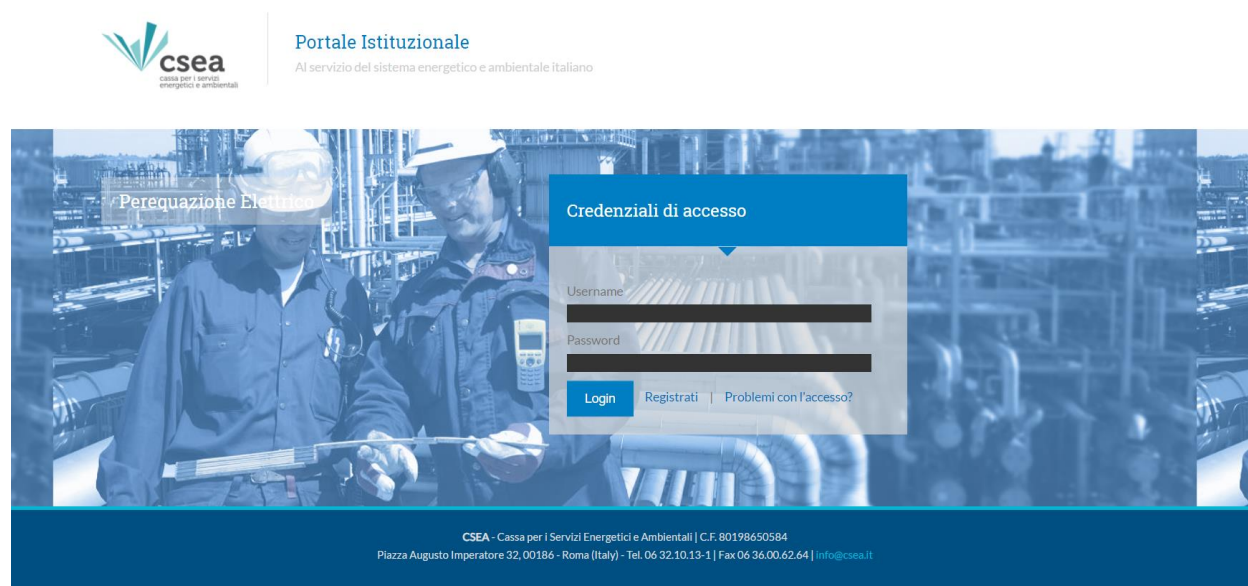 csea
cassa per i servizi
energetici e ambientali
Portale Istituzionale
Al servizio del sistema energetico e ambientale italiano
Perequazione Elettrico
Credenziali di accesso
Username
Password
Login Registrati | Problemi con l'accesso?
CSEA - Cassa per i Servizi Energetici e Ambientali | C.F. 80198650584
Piazza Augusto Imperatore 32, 00186 - Roma (Italy) - Tel. 06 32.10.13-1 | Fax 06 36.00.62.64 | info@csea.it